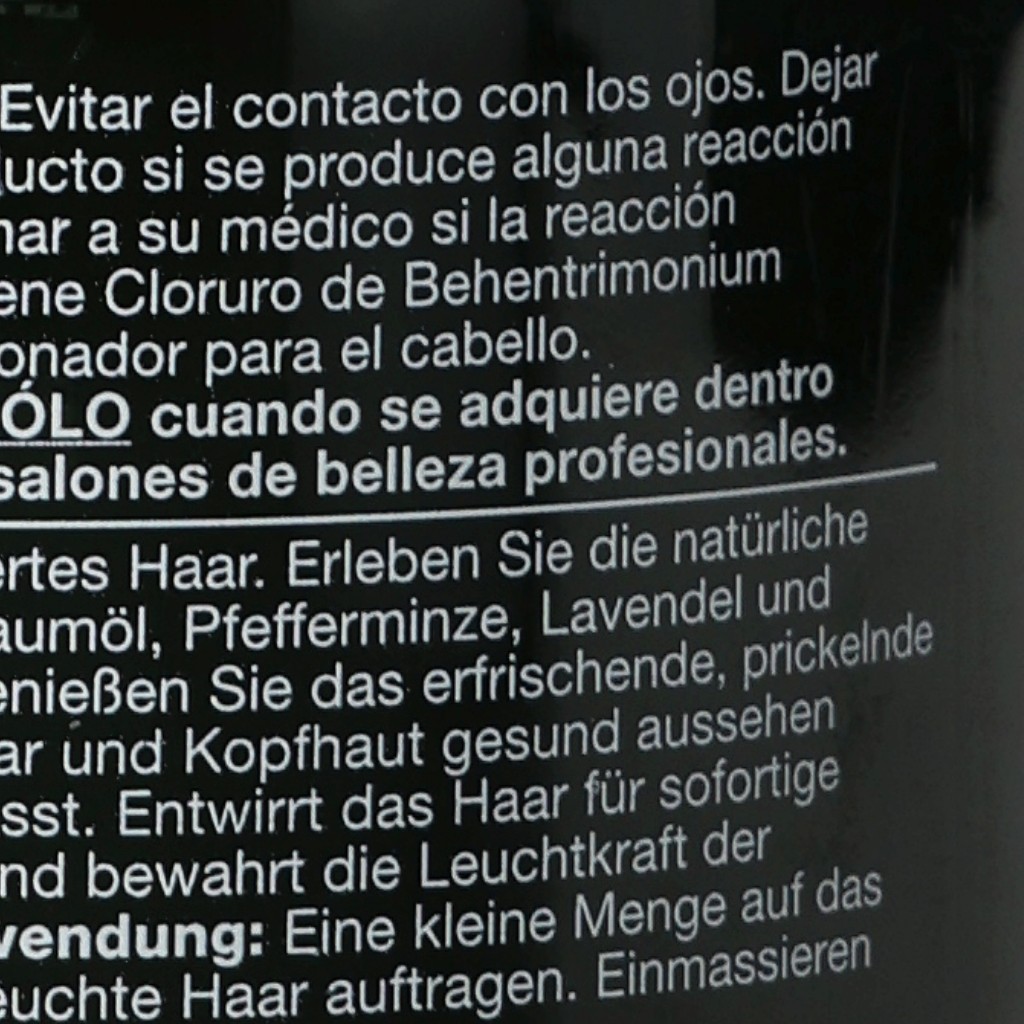 Evitar el contacto con los ojos. Dejar
ucto si se produce alguna reacción
ar a su médico si la reacción
ene Cloruro de Behentrimonium
onador para el cabello.
ÓLO cuando se adquiere dentro
salones de belleza profesionales.
ertes Haar. Erleben Sie die natürliche
aumöl, Pfefferminze, Lavendel und
enießen Sie das erfrischende, prickelnde
ar und Kopfhaut gesund aussehen
sst. Entwirrt das Haar für sofortige
nd bewahrt die Leuchtkraft der
wendung: Eine kleine Menge auf das
euchte Haar auftragen. Einmassieren